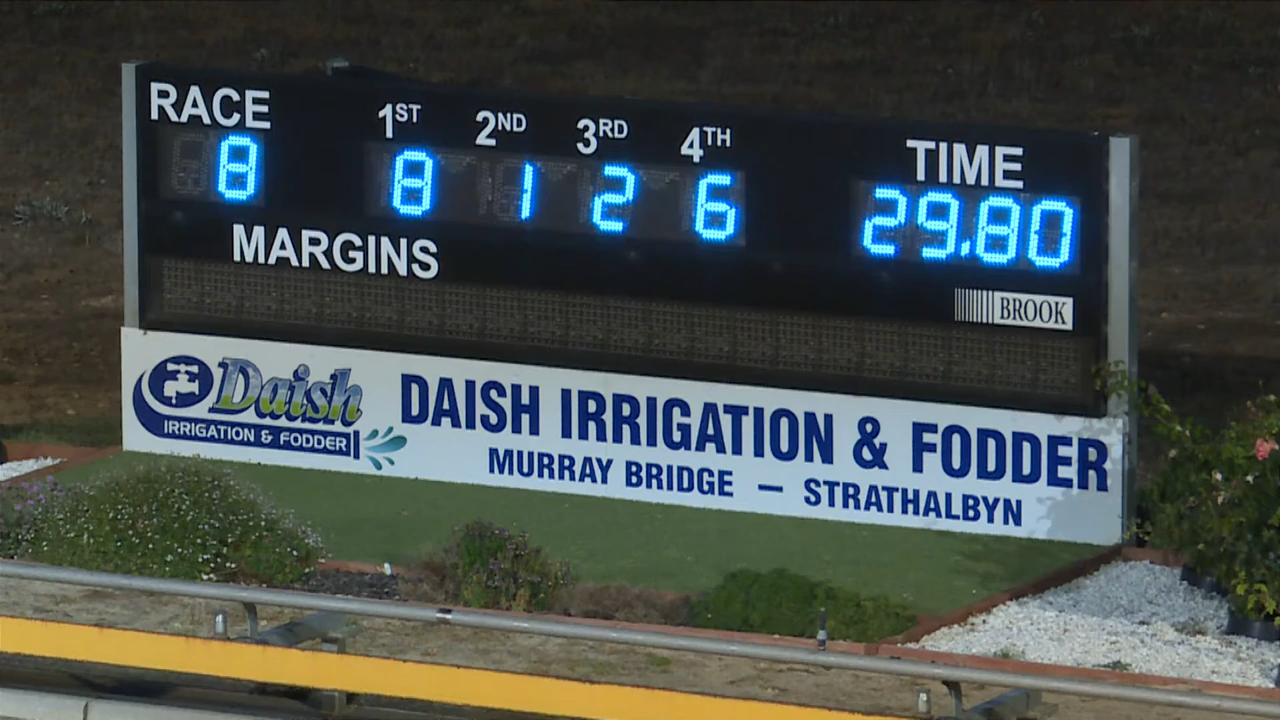 RACE 1ST 2ND 3RD 4TH TIME
8 8 1 2 6 29.80
MARGINS
BROOK
Daish
IRRIGATION & FODDER
DAISH IRRIGATION & FODDER
MURRAY BRIDGE – STRATHALBYN